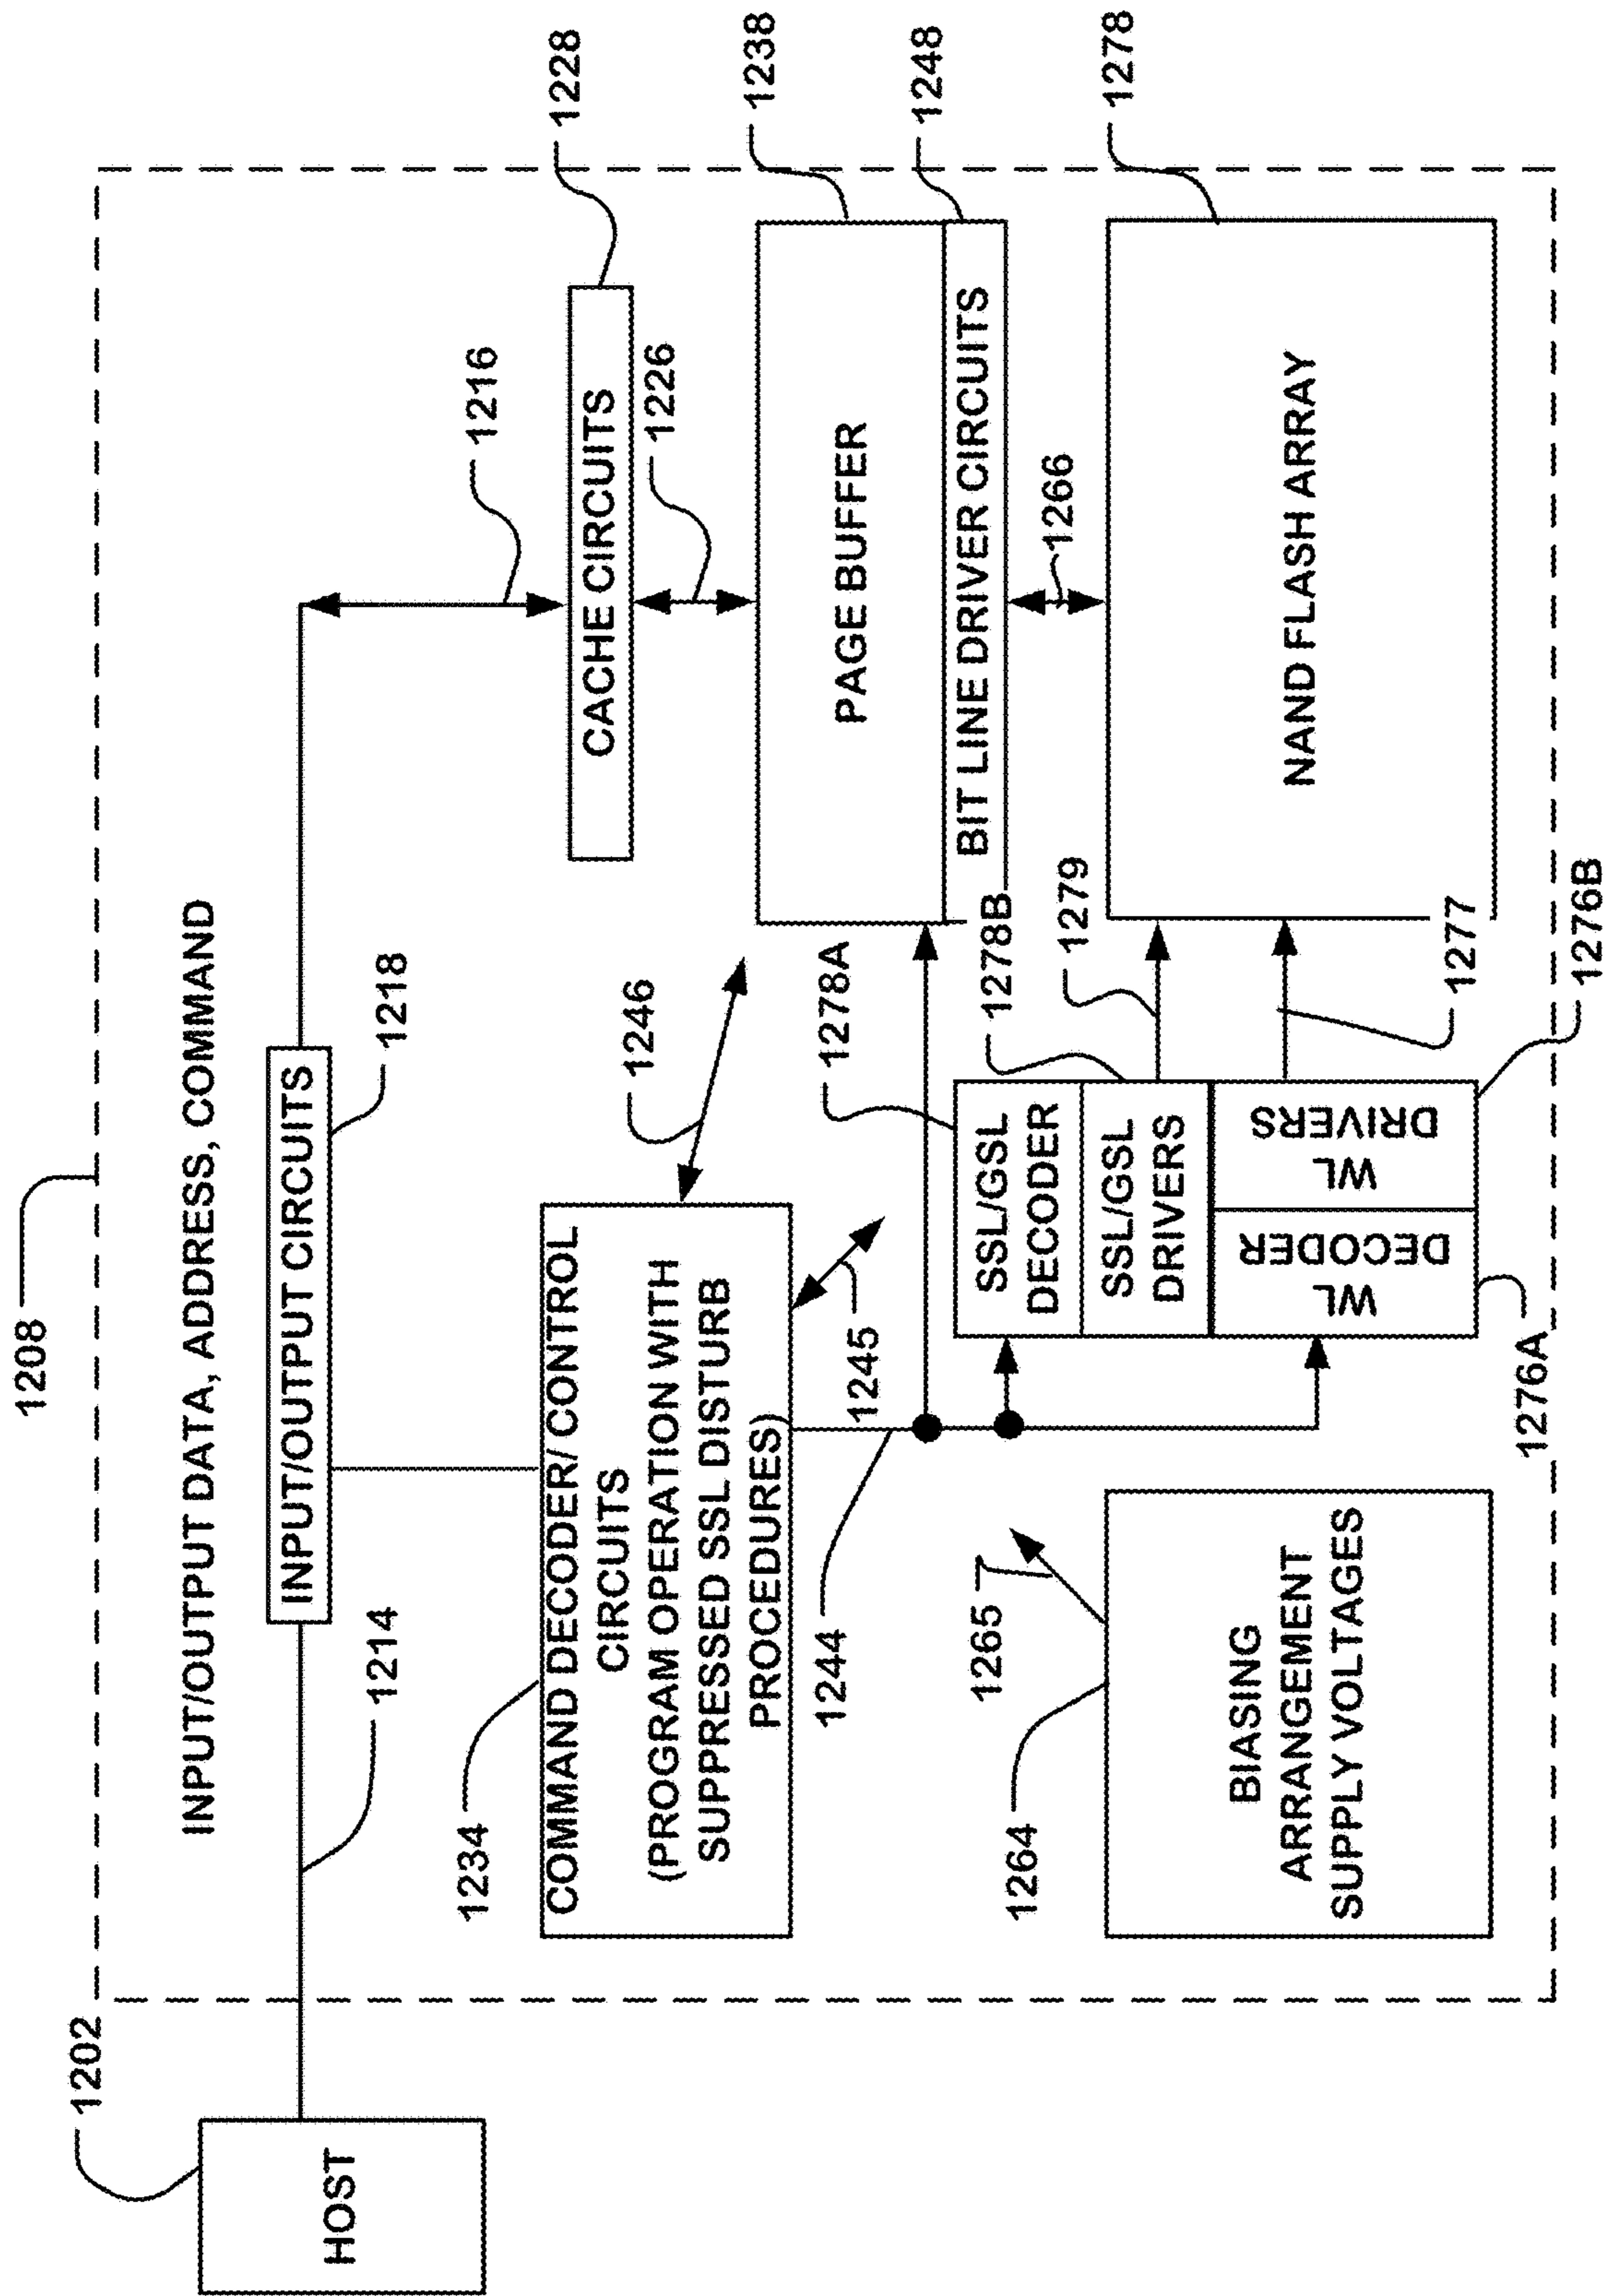 1208
1202
HOST
INPUT/OUTPUT DATA, ADDRESS, COMMAND
1214
INPUT/OUTPUT CIRCUITS
1218
1216
1228
CACHE CIRCUITS
1226
1234
COMMAND DECODER/ CONTROL
CIRCUITS
(PROGRAM OPERATION WITH
SUPPRESSED SSL DISTURB
PROCEDURES)
1246
1245
1244
1238
PAGE BUFFER
1248
BIT LINE DRIVER CIRCUITS
1266
1278A
1278B
SSL/GSL
DECODER
SSL/GSL
DRIVERS
1279
1264
1265
BIASING
ARRANGEMENT
SUPPLY VOLTAGES
WL
DECODER
WL
DRIVERS
1276A
1276B
1277
1278
NAND FLASH ARRAY